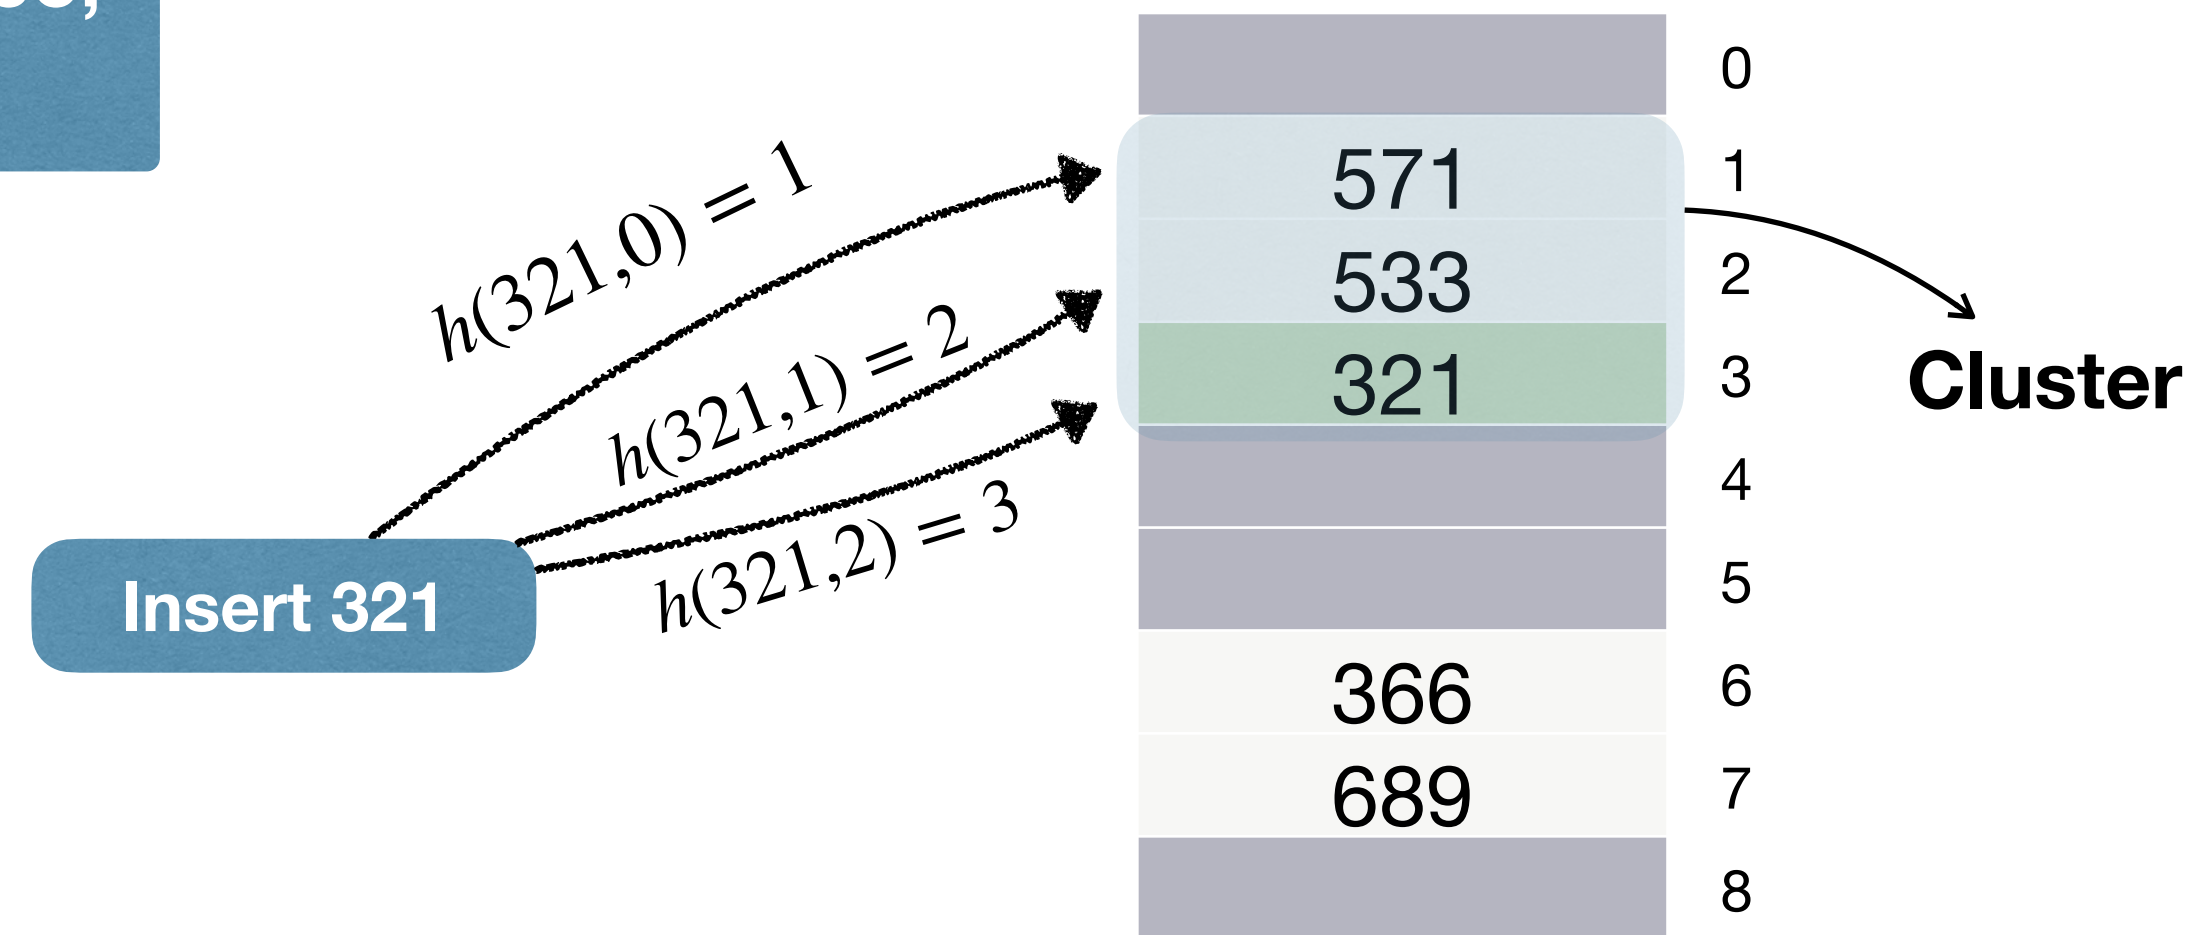 h(321,0) = 1
h(321,1) = 2
h(321,2) = 3
Insert 321
0
571 1
533 2
321 3
4
5
366 6
689 7
8
Cluster